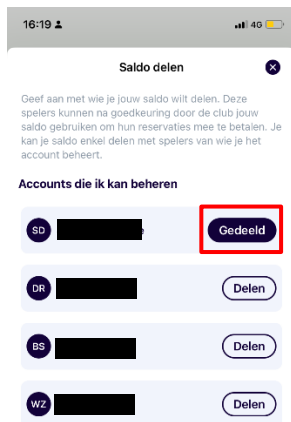 16:19
4G
Saldo delen
Geef aan met wie je jouw saldo wilt delen. Deze
spelers kunnen na goedkeuring door de club jouw
saldo gebruiken om hun reservaties mee te betalen. Je
kan je saldo enkel delen met spelers van wie je het
account beheert.
Accounts die ik kan beheren
SD
Gedeeld
DR
Delen
BS
Delen
WZ
Delen